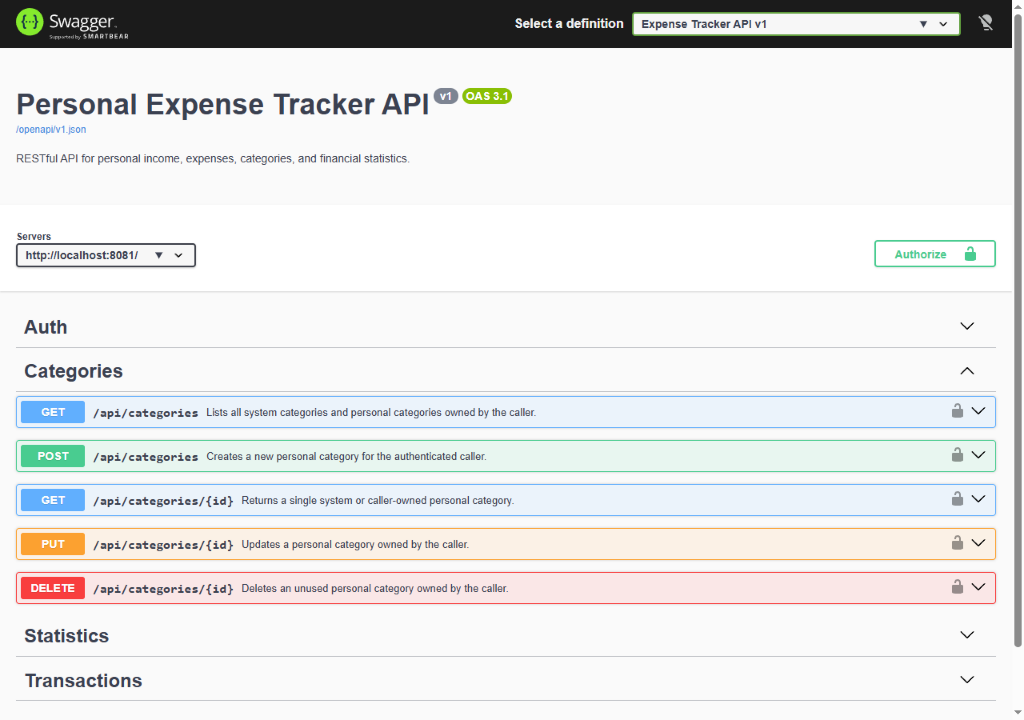 Swagger.
Supported by SMARTBEAR
Select a definition
Expense Tracker API v1
Personal Expense Tracker API v1 OAS 3.1
/openapi/v1.json
RESTful API for personal income, expenses, categories, and financial statistics.
Servers
http://localhost:8081/
Authorize
Auth
Categories
GET /api/categories Lists all system categories and personal categories owned by the caller.
POST /api/categories Creates a new personal category for the authenticated caller.
GET /api/categories/{id} Returns a single system or caller-owned personal category.
PUT /api/categories/{id} Updates a personal category owned by the caller.
DELETE /api/categories/{id} Deletes an unused personal category owned by the caller.
Statistics
Transactions